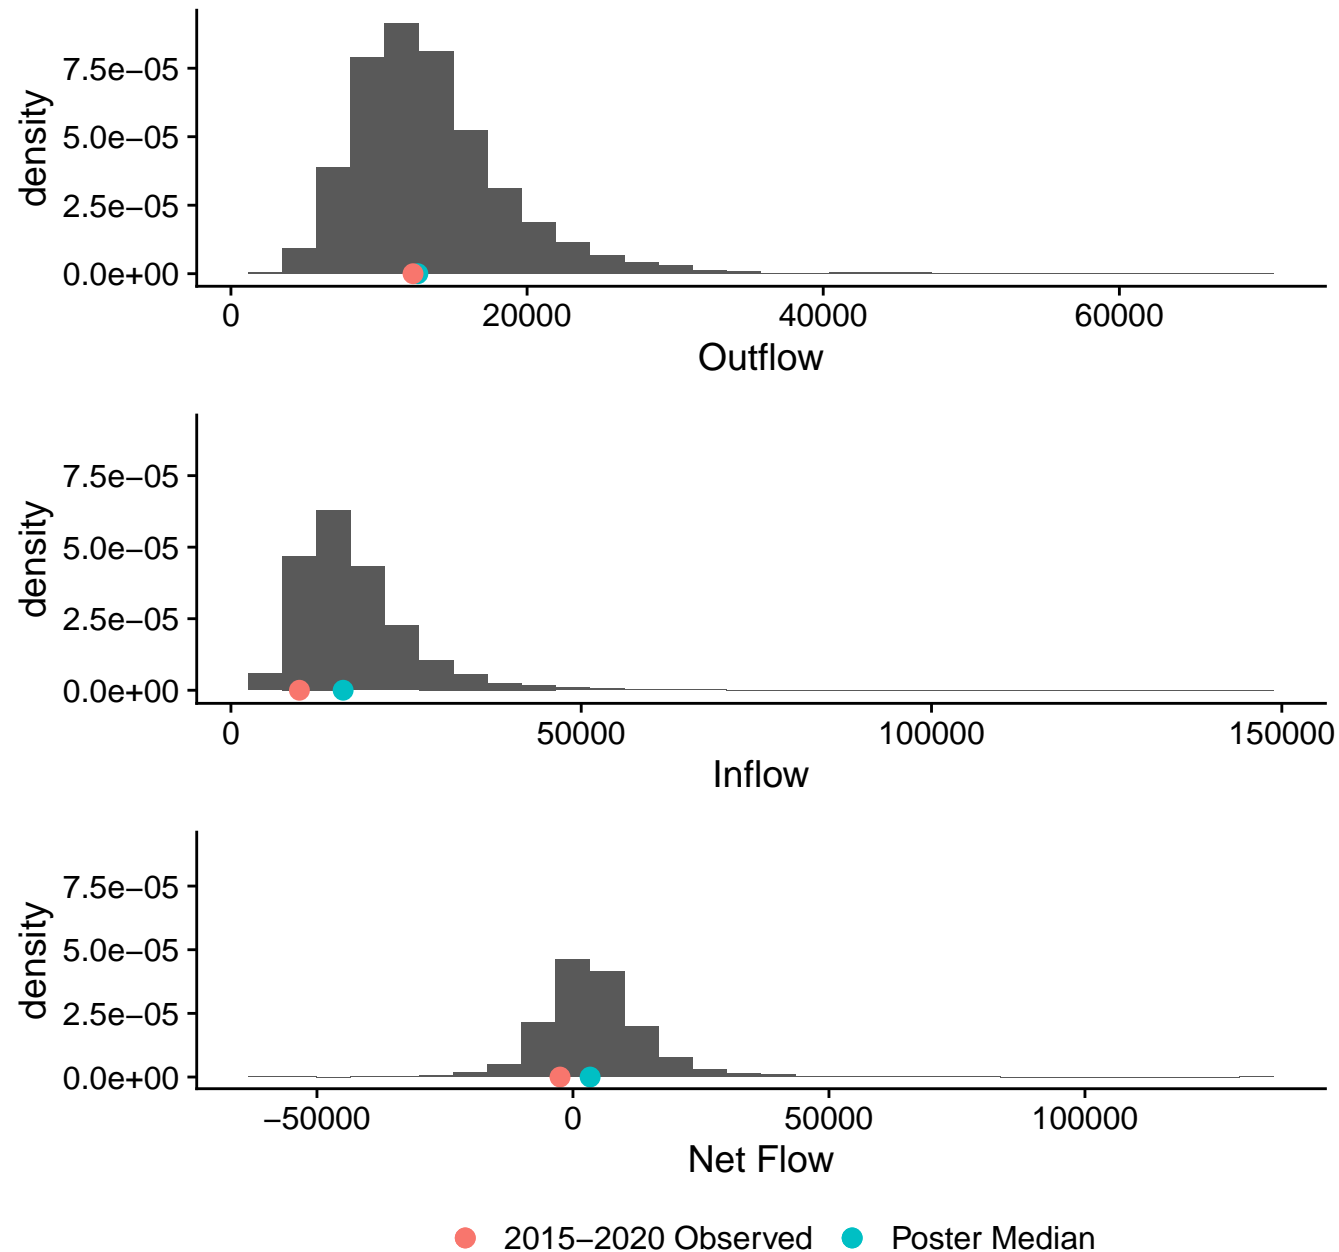 density
7.5e−05
5.0e−05
2.5e−05
0.0e+00
0 20000 40000 60000
Outflow
density
7.5e−05
5.0e−05
2.5e−05
0.0e+00
0 50000 100000 150000
Inflow
density
7.5e−05
5.0e−05
2.5e−05
0.0e+00
−50000 0 50000 100000
Net Flow
2015−2020 Observed Poster Median